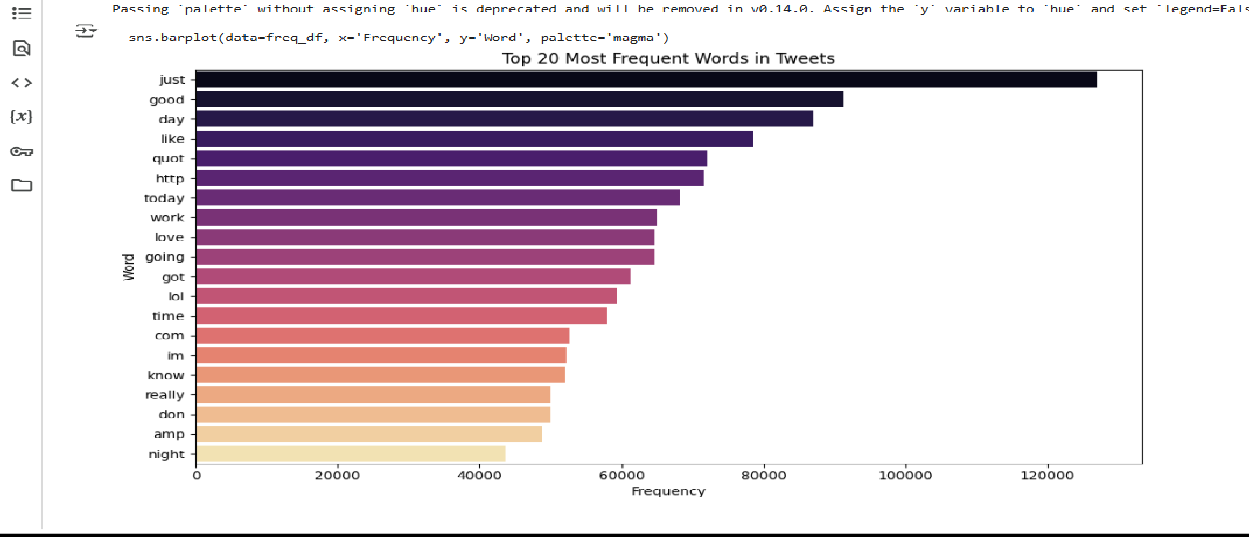 Passing `palette` without assigning `hue` is deprecated and will be removed in v0.14.0. Assign the `y` variable to `hue` and set `legend=Fals
sns.barplot(data=freq_df, x='Frequency', y='Word', palette='magma')
Top 20 Most Frequent Words in Tweets
just
good
day
like
quot
http
today
work
love
going
got
lol
time
com
im
know
really
don
amp
night
Word
0 20000 40000 60000 80000 100000 120000
Frequency